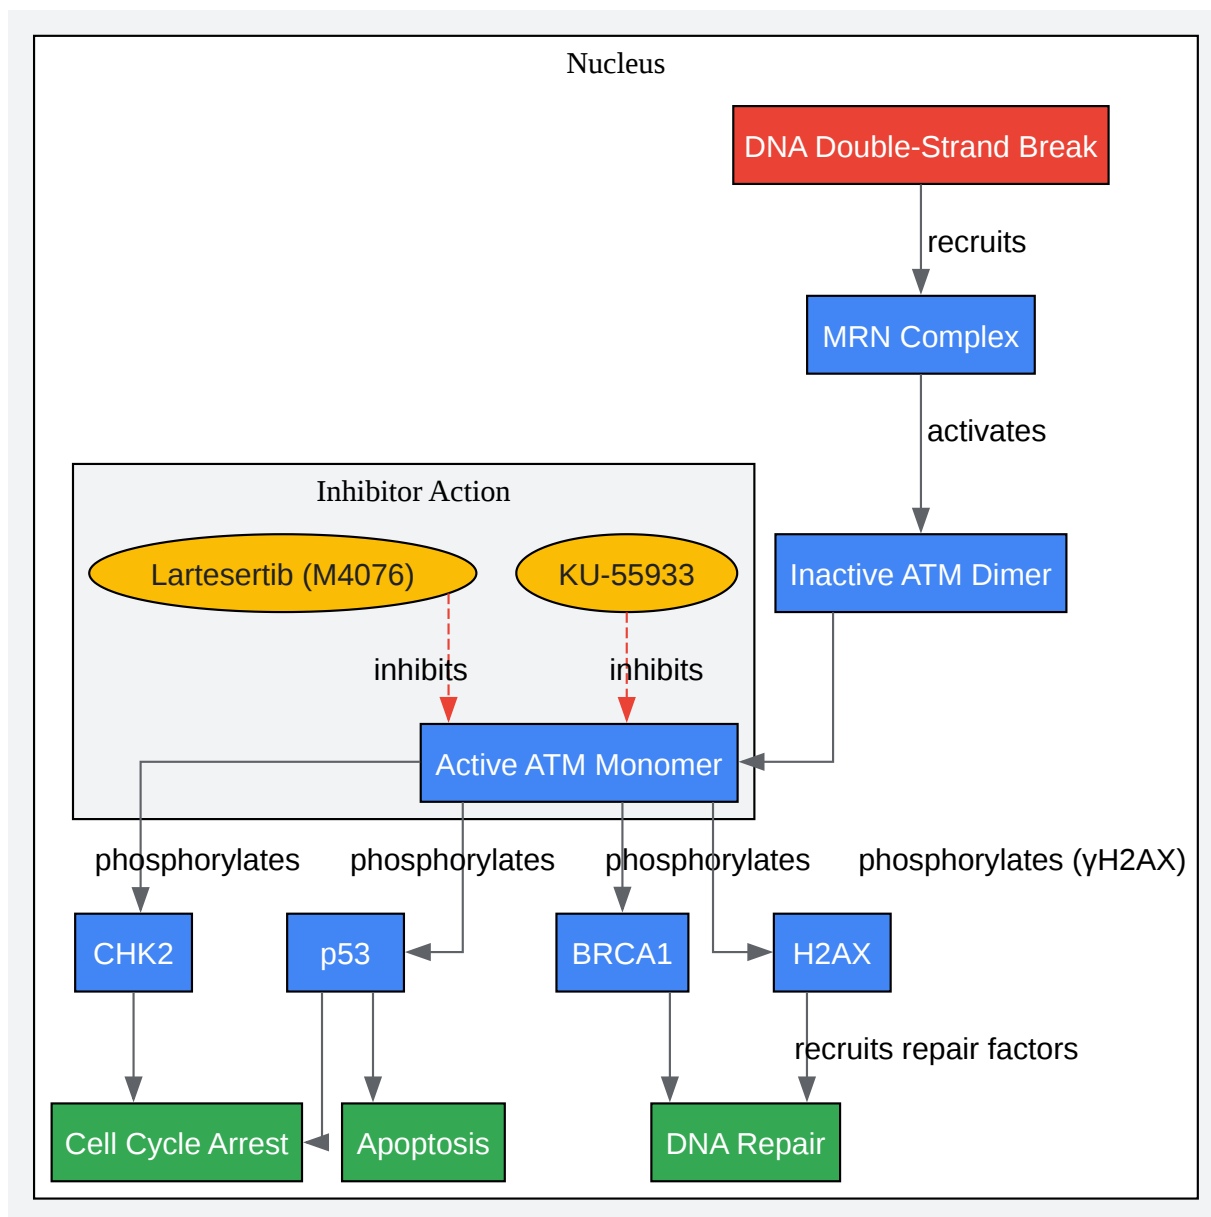 Nucleus
DNA Double-Strand Break
recruits
MRN Complex
activates
Inhibitor Action
Lartesertib (M4076)
KU-55933
Inactive ATM Dimer
inhibits
inhibits
Active ATM Monomer
phosphorylates
phosphorylates
phosphorylates
phosphorylates (γH2AX)
CHK2
p53
BRCA1
H2AX
recruits repair factors
Cell Cycle Arrest
Apoptosis
DNA Repair